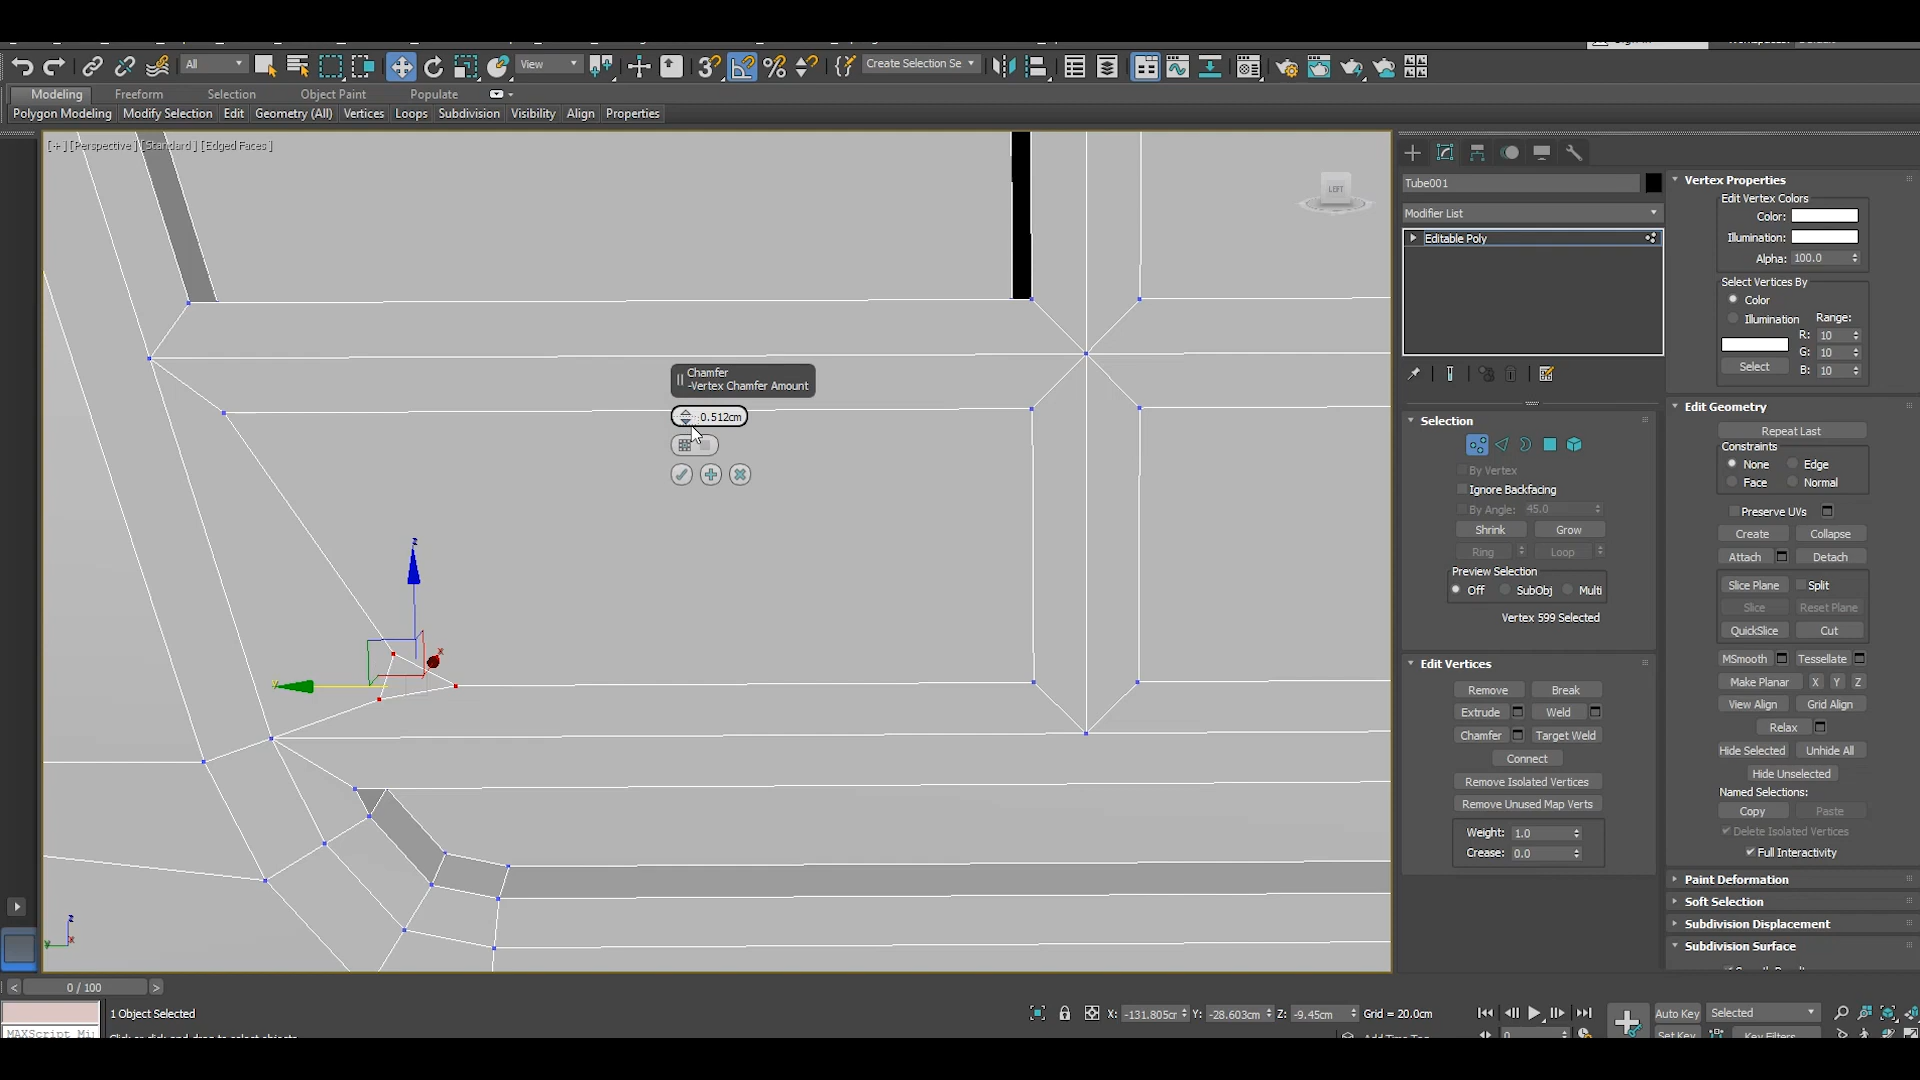 All
View
Create Selection Se
Modeling
Freeform
Selection
Object Paint
Populate
Polygon Modeling
Modify Selection
Edit
Geometry (All)
Vertices
Loops
Subdivision
Visibility
Align
Properties
[ + ] [Perspective ] [Standard ] [Edged Faces ]
LEFT
Chamfer
-Vertex Chamfer Amount
0.512cm
z
x
y
z
x
y
Tube001
Modifier List
Editable Poly
Selection
By Vertex
Ignore Backfacing
By Angle: 45.0
Shrink
Grow
Ring
Loop
Preview Selection
Off
SubObj
Multi
Vertex 599 Selected
Edit Vertices
Remove
Break
Extrude
Weld
Chamfer
Target Weld
Connect
Remove Isolated Vertices
Remove Unused Map Verts
Weight: 1.0
Crease: 0.0
Vertex Properties
Edit Vertex Colors
Color:
Illumination:
Alpha: 100.0
Select Vertices By
Color
Illumination
Range:
R: 10
G: 10
B: 10
Select
Edit Geometry
Repeat Last
Constraints
None
Edge
Face
Normal
Preserve UVs
Create
Collapse
Attach
Detach
Slice Plane
Split
Slice
Reset Plane
QuickSlice
Cut
MSmooth
Tessellate
Make Planar
X
Y
Z
View Align
Grid Align
Relax
Hide Selected
Unhide All
Hide Unselected
Named Selections:
Copy
Paste
Delete Isolated Vertices
Full Interactivity
Paint Deformation
Soft Selection
Subdivision Displacement
Subdivision Surface
< 0 / 100 >
1 Object Selected
MAXScript Mi
X: -131.805cr
Y: -28.603cm
Z: -9.45cm
Grid = 20.0cm
Auto Key
Selected
Set Key
Key Filters...
0